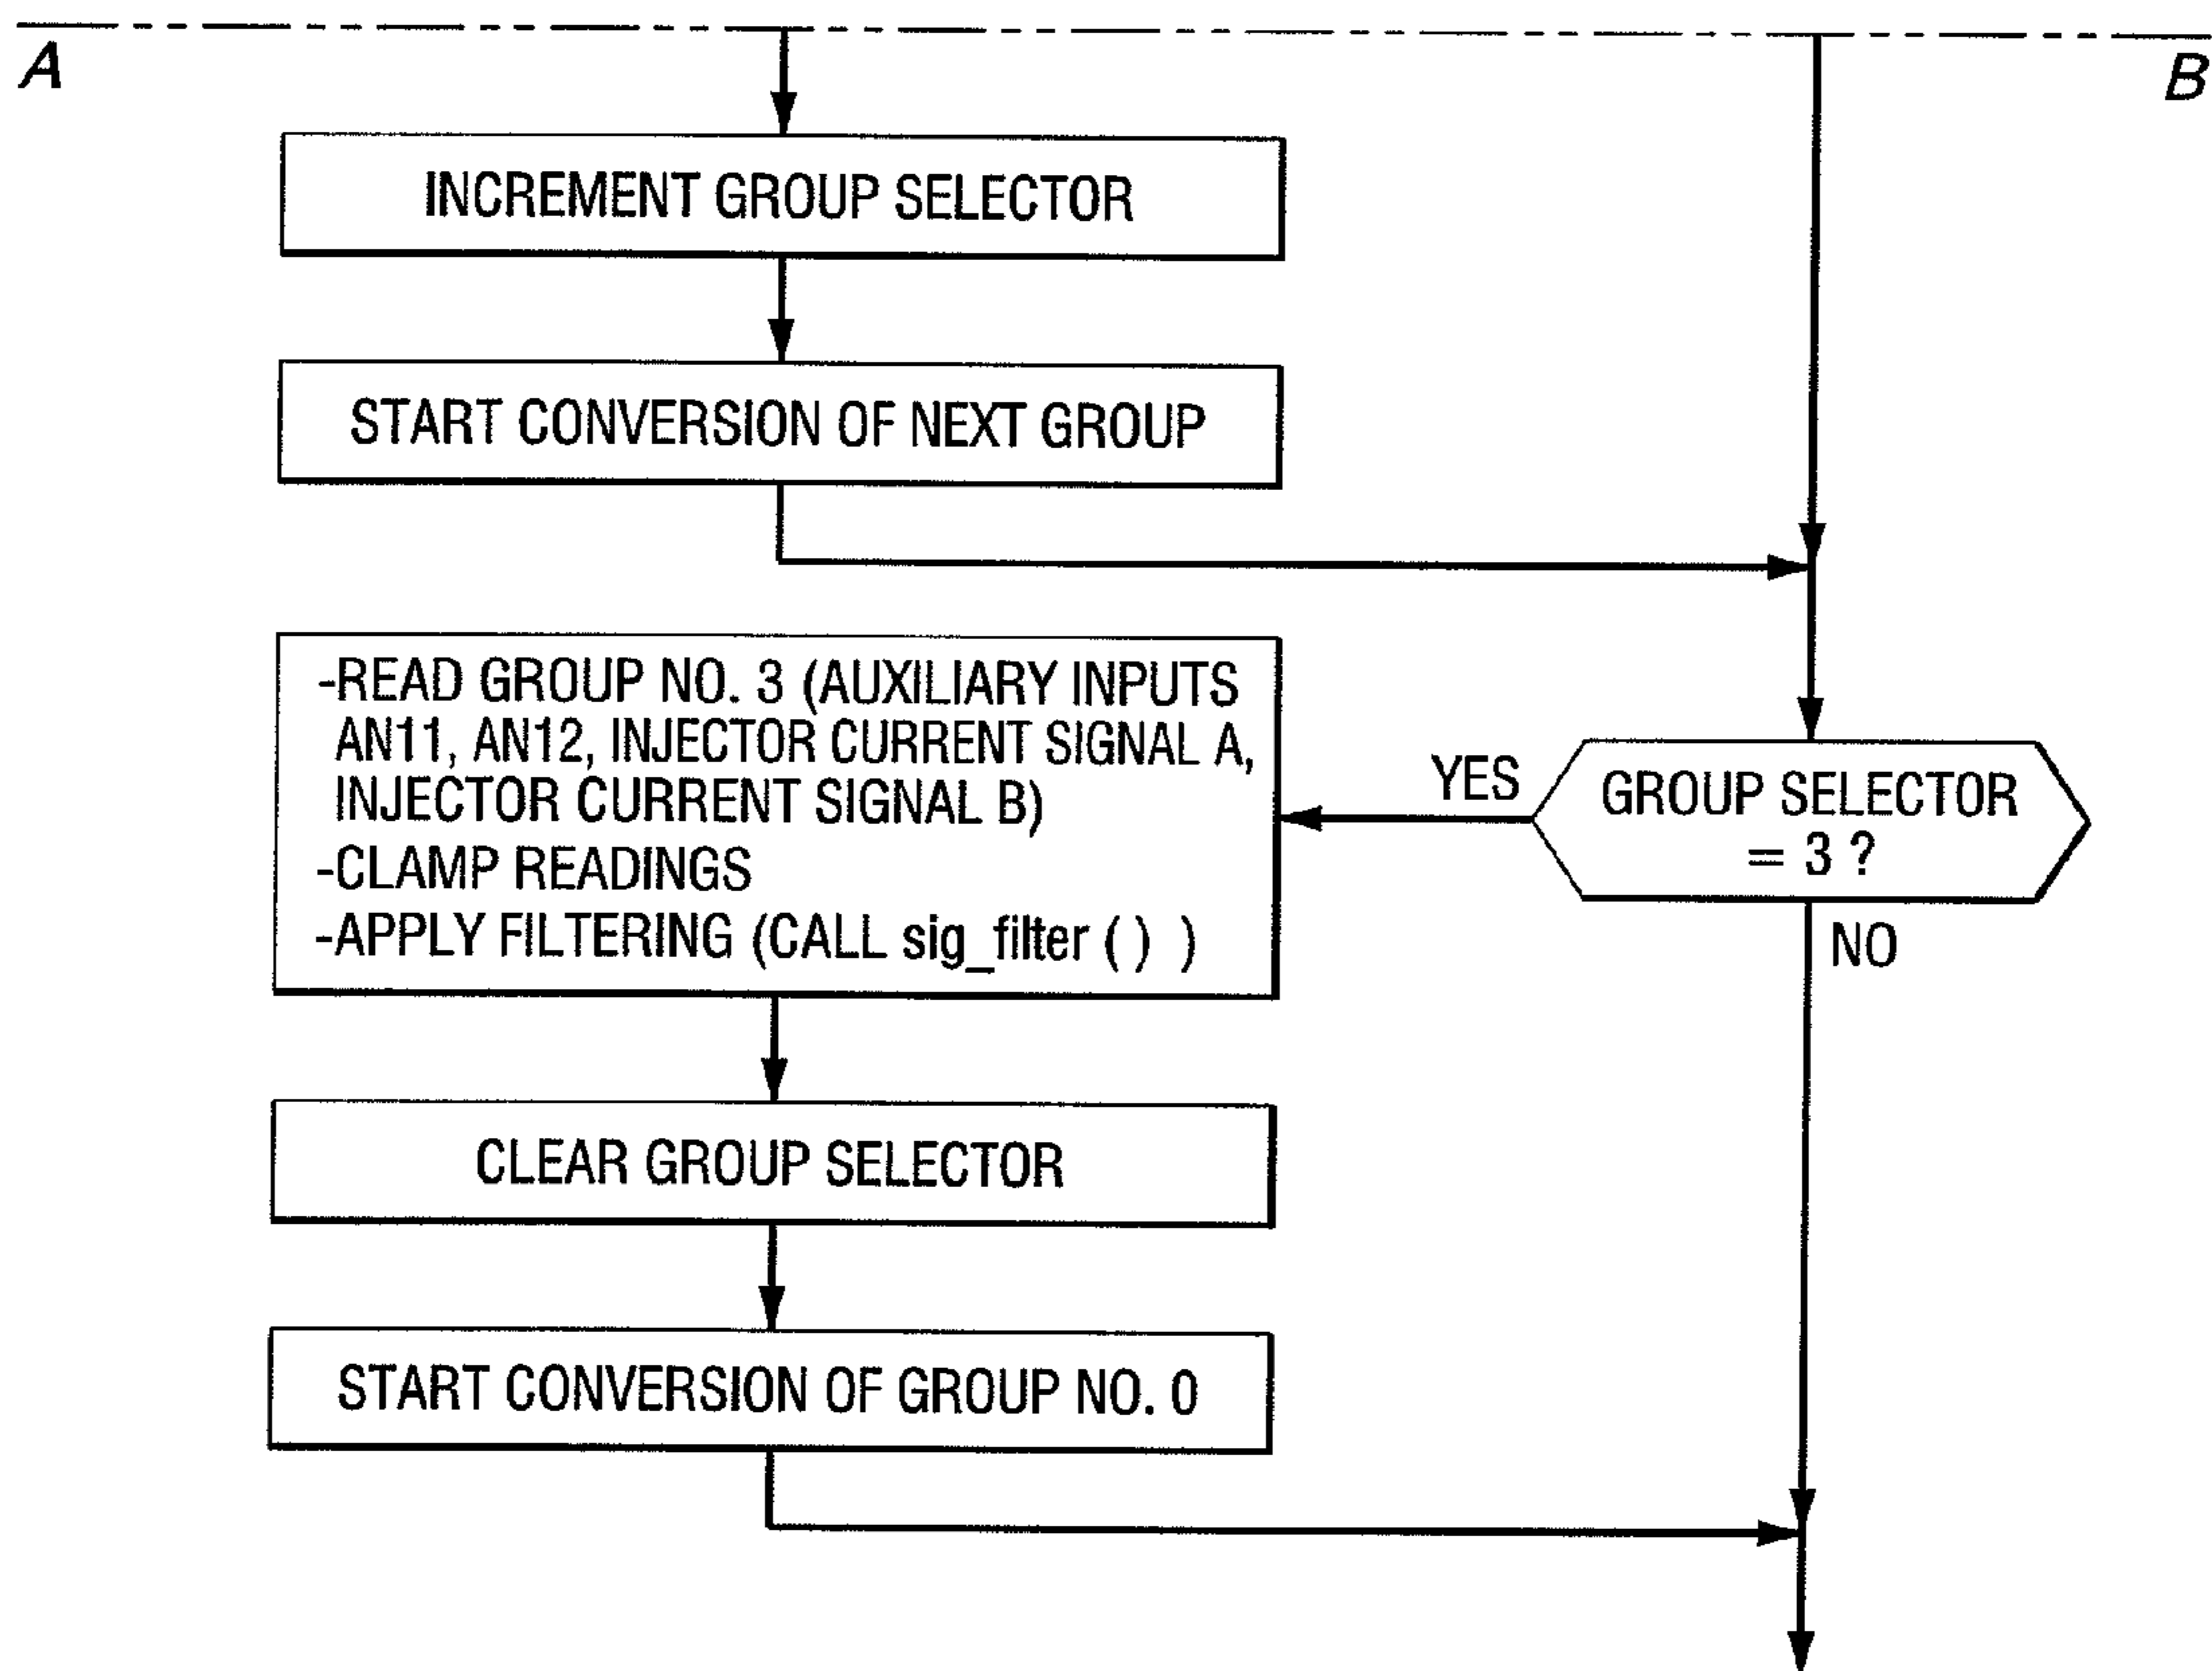 A
B
INCREMENT GROUP SELECTOR
START CONVERSION OF NEXT GROUP
-READ GROUP NO. 3 (AUXILIARY INPUTS
AN11, AN12, INJECTOR CURRENT SIGNAL A,
INJECTOR CURRENT SIGNAL B)
-CLAMP READINGS
-APPLY FILTERING (CALL sig_filter ( ) )
YES
GROUP SELECTOR
= 3 ?
NO
CLEAR GROUP SELECTOR
START CONVERSION OF GROUP NO. 0